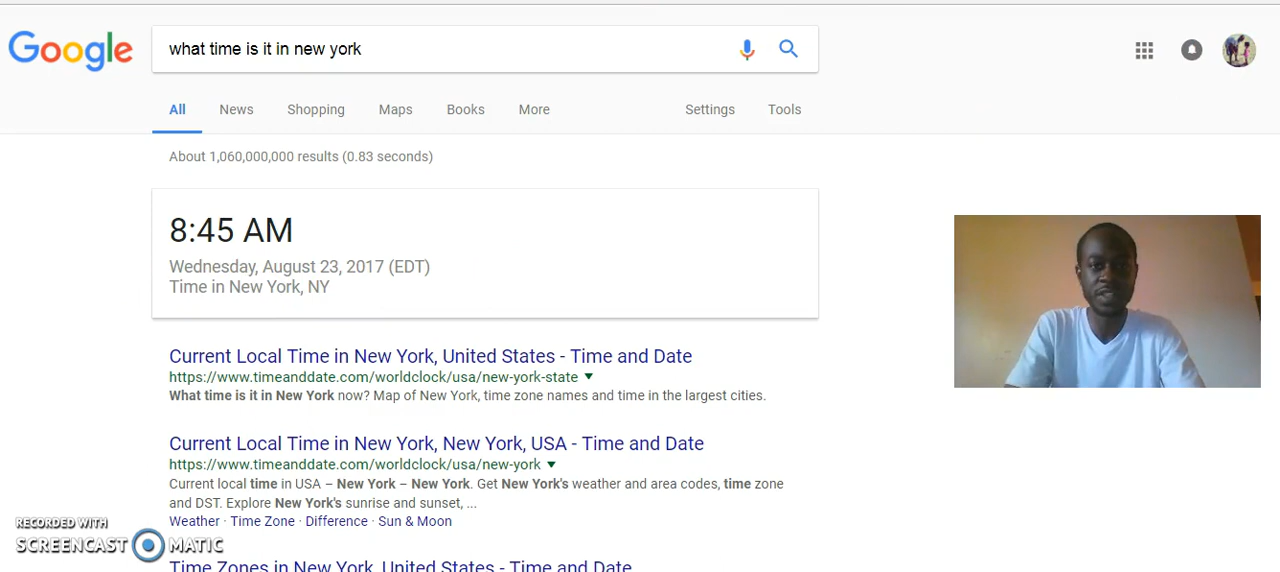 Google
what time is it in new york
All News Shopping Maps Books More Settings Tools
About 1,060,000,000 results (0.83 seconds)
8:45 AM
Wednesday, August 23, 2017 (EDT)
Time in New York, NY
Current Local Time in New York, United States - Time and Date
https://www.timeanddate.com/worldclock/usa/new-york-state
What time is it in New York now? Map of New York, time zone names and time in the largest cities.
Current Local Time in New York, New York, USA - Time and Date
https://www.timeanddate.com/worldclock/usa/new-york
Current local time in USA – New York – New York. Get New York's weather and area codes, time zone
and DST. Explore New York's sunrise and sunset, ...
Weather · Time Zone · Difference · Sun & Moon
RECORDED WITH
SCREENCAST MATIC
Time Zones in New York, United States - Time and Date